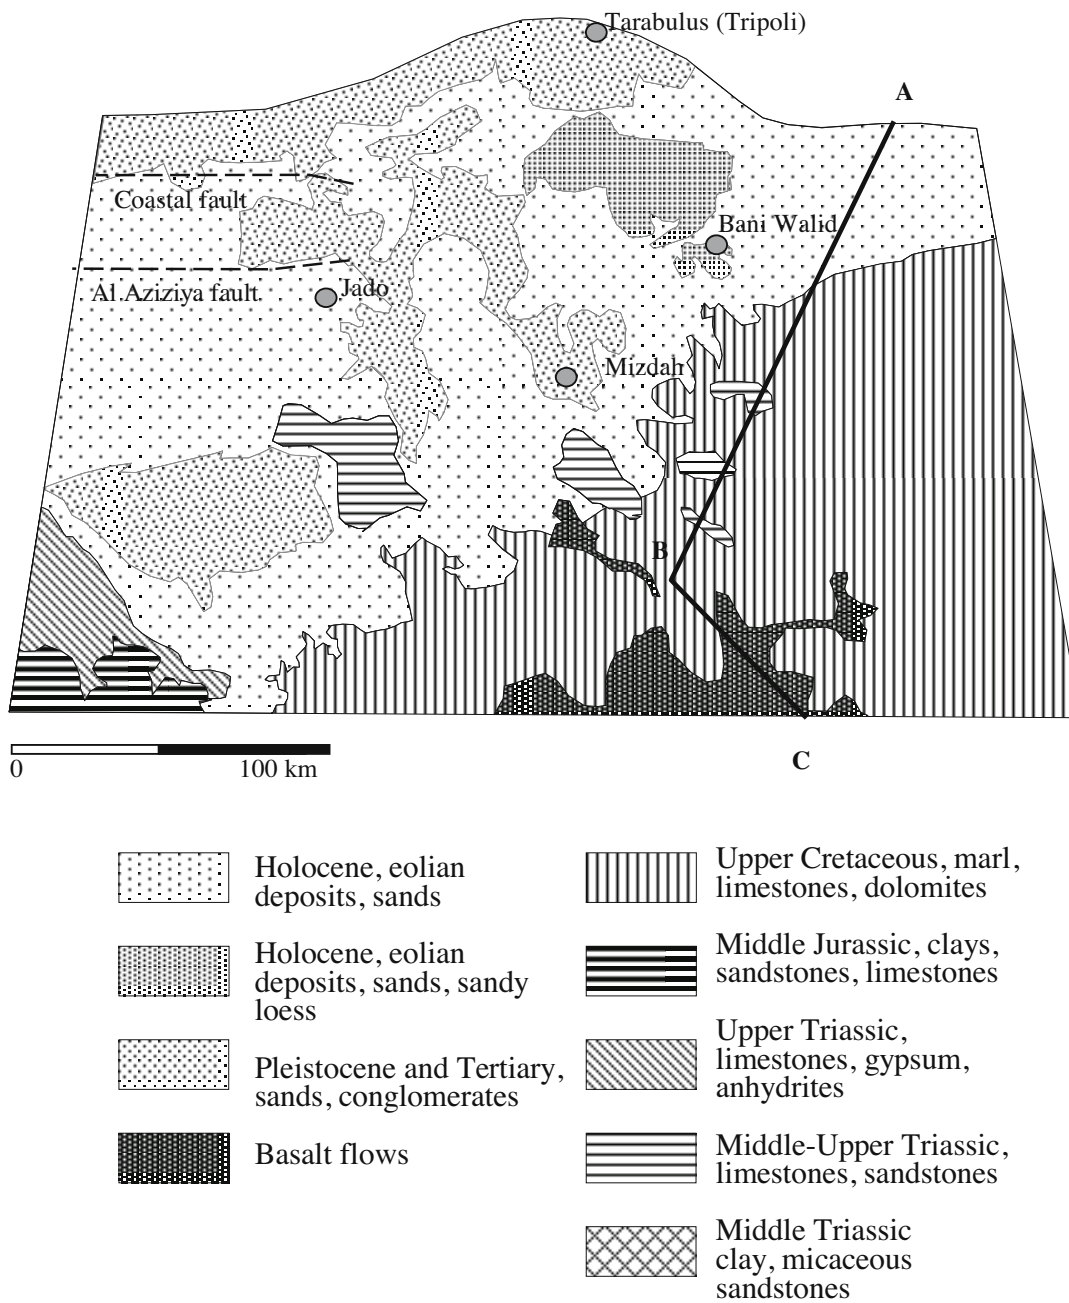 Tarabulus (Tripoli)
A
Coastal fault
Bani Walid
Al Aziziya fault
Jado
Mizdah
B
C
0
100 km
Holocene, eolian
deposits, sands
Holocene, eolian
deposits, sands, sandy
loess
Pleistocene and Tertiary,
sands, conglomerates
Basalt flows
Upper Cretaceous, marl,
limestones, dolomites
Middle Jurassic, clays,
sandstones, limestones
Upper Triassic,
limestones, gypsum,
anhydrites
Middle-Upper Triassic,
limestones, sandstones
Middle Triassic
clay, micaceous
sandstones